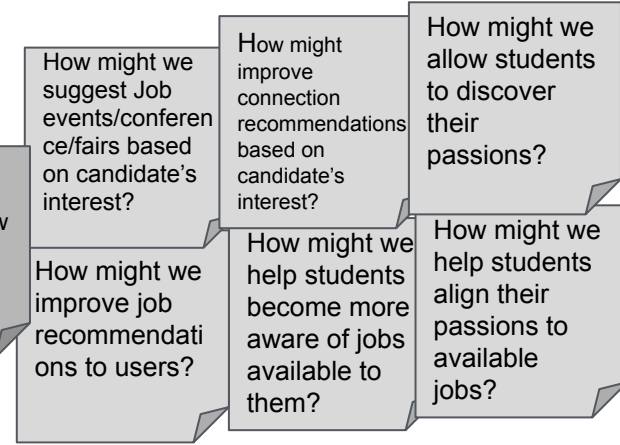 How might we
suggest Job
events/conferen
ce/fairs based
on candidate's
interest?
How might
improve
connection
recommendations
based on
candidate's
interest?
How might we
allow students
to discover
their
passions?
How might we
improve job
recommendati
ons to users?
How might we
help students
become more
aware of jobs
available to
them?
How might we
help students
align their
passions to
available
jobs?